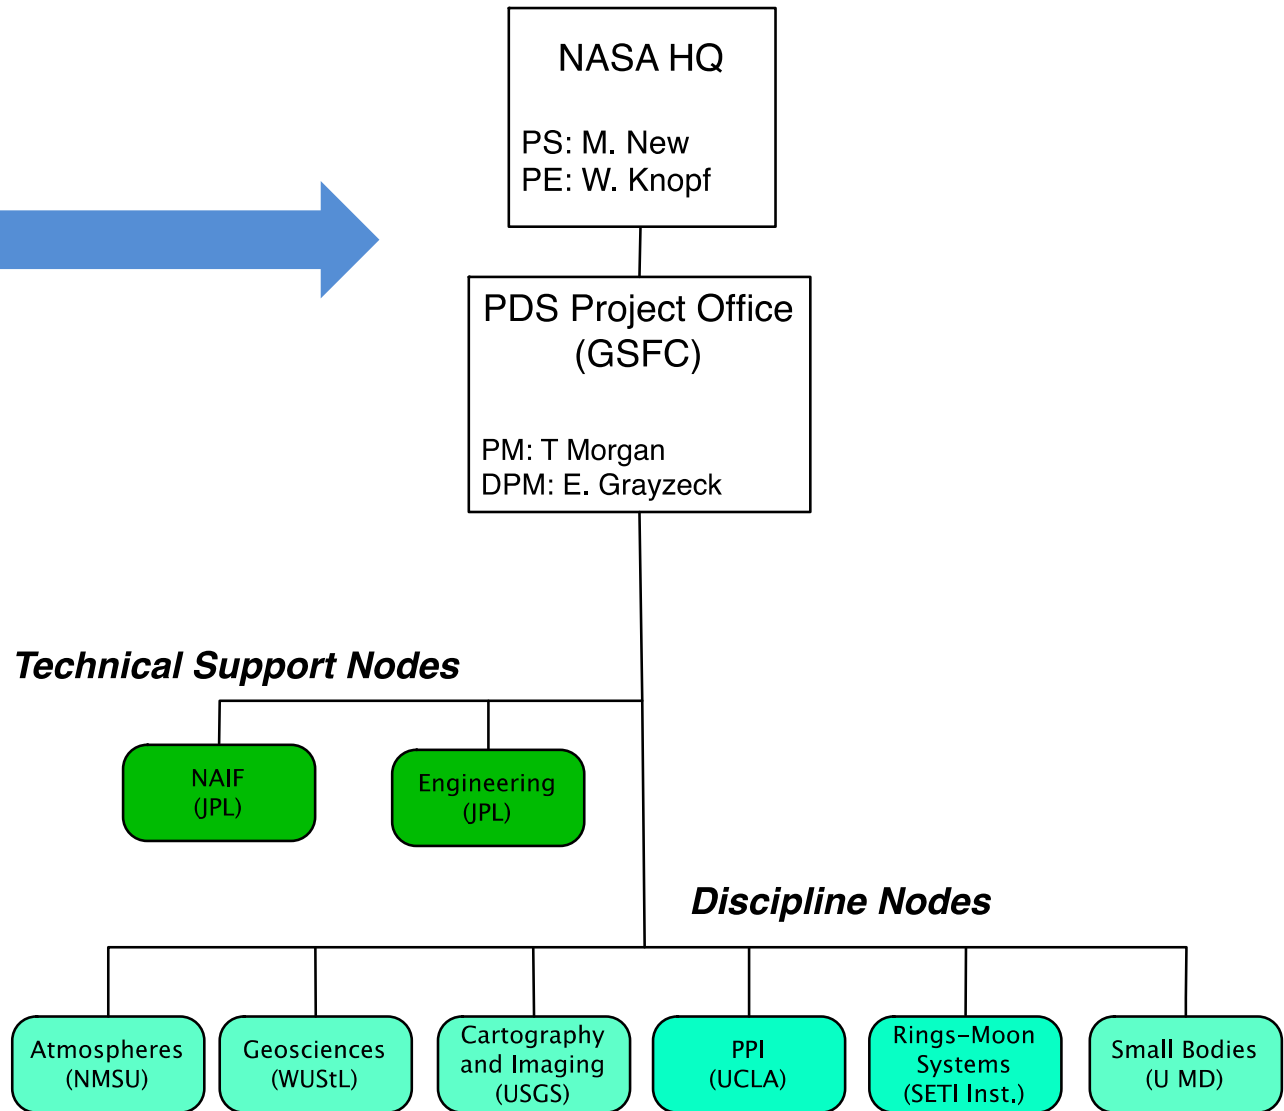 NASA HQ
PS: M. New
PE: W. Knopf
PDS Project Office
(GSFC)
PM: T Morgan
DPM: E. Grayzeck
Technical Support Nodes
NAIF
(JPL)
Engineering
(JPL)
Discipline Nodes
Atmospheres
(NMSU)
Geosciences
(WUStL)
Cartography
and Imaging
(USGS)
PPI
(UCLA)
Rings-Moon
Systems
(SETI Inst.)
Small Bodies
(U MD)